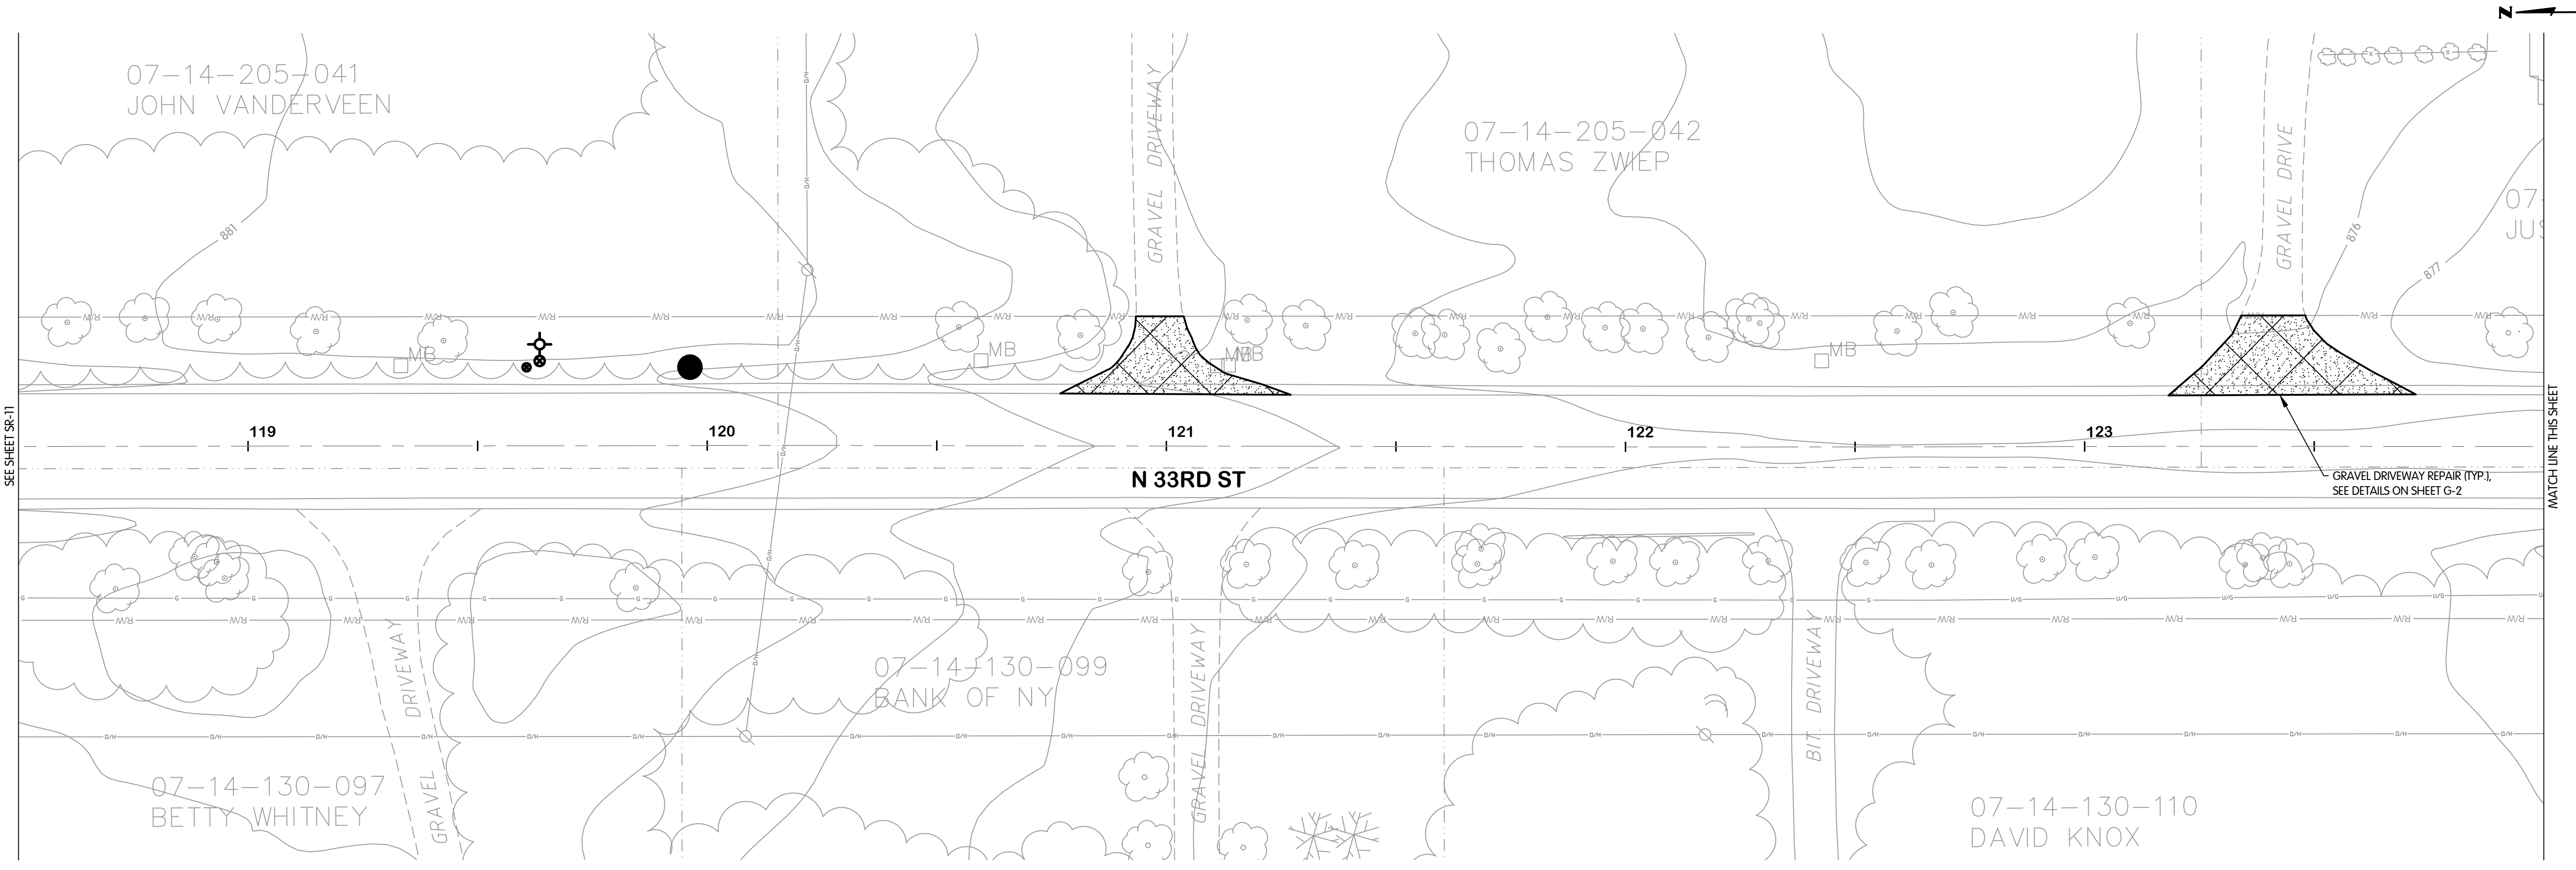 N
07-14-205-041
JOHN VANDERVEEN
GRAVEL DRIVEWAY
07-14-205-042
THOMAS ZWIEP
GRAVEL DRIVE
07-
JUS
881
876
877
R/W
MB
MB
MB
MB
MB
SEE SHEET SR-11
119
120
121
122
123
MATCH LINE THIS SHEET
N 33RD ST
GRAVEL DRIVEWAY REPAIR (TYP.),
SEE DETAILS ON SHEET G-2
G
U/G
R/W
O/H
GRAVEL DRIVEWAY
07-14-130-099
BANK OF NY
GRAVEL DRIVEWAY
BIT. DRIVEWAY
07-14-130-097
BETTY WHITNEY
07-14-130-110
DAVID KNOX